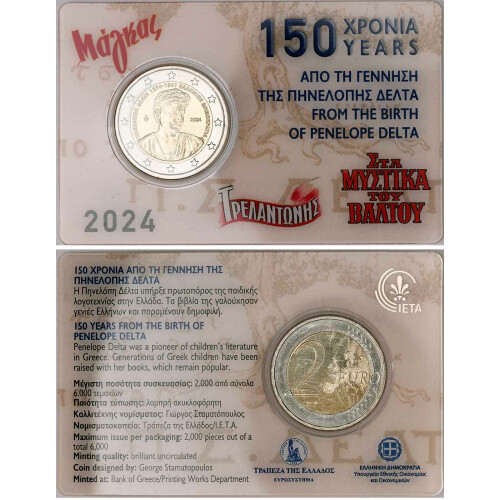 Μάγκας
150 ΧΡΟΝΙΑ
YEARS
ΑΠΟ ΤΗ ΓΕΝΝΗΣΗ
ΤΗΣ ΠΗΝΕΛΟΠΗΣ ΔΕΛΤΑ
FROM THE BIRTH
OF PENELOPE DELTA
2024
2024
ΤΡΕΛΑΝΤΩΝΗΣ
ΣΤΑ
ΜΥΣΤΙΚΑ
ΤΟΥ
ΒΑΛΤΟΥ
150 ΧΡΟΝΙΑ ΑΠΟ ΤΗ ΓΕΝΝΗΣΗ ΤΗΣ
ΠΗΝΕΛΟΠΗΣ ΔΕΛΤΑ
Η Πηνελόπη Δέλτα υπήρξε πρωτοπόρος της παιδικής
λογοτεχνίας στην Ελλάδα. Τα βιβλία της γαλούχησαν
γενιές Ελλήνων και παραμένουν δημοφιλή.
150 YEARS FROM THE BIRTH OF
PENELOPE DELTA
Penelope Delta was a pioneer of children's literature
in Greece. Generations of Greek children have been
raised with her books, which remain popular.
Μέγιστη ποσότητα συσκευασίας: 2,000 από σύνολο
6.000 τεμαχίων
Ποιότητα τύπωσης: λαμπρή ακυκλοφόρητη
Καλλιτέχνης νομίσματος: Γιώργος Σταματόπουλος
Νομισματοκοπείο: Τράπεζα της Ελλάδος/Ι.Ε.Τ.Α.
Maximum issue per packaging: 2,000 pieces out of a
total 6,000
Minting quality: brilliant uncirculated
Coin designed by: George Stamatopoulos
Minted at: Bank of Greece/Printing Works Department
ΙΕΤΑ
2 EURO
ΤΡΑΠΕΖΑ ΤΗΣ ΕΛΛΑΔΟΣ
ΕΥΡΩΣΥΣΤΗΜΑ
ΕΛΛΗΝΙΚΗ ΔΗΜΟΚΡΑΤΙΑ
Υπουργείο Εθνικής Οικονομίας
και Οικονομικών